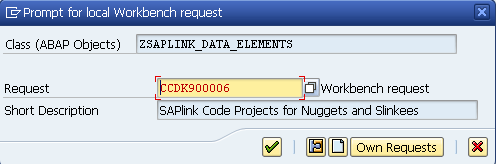 Prompt for local Workbench request
Class (ABAP Objects) ZSAPLINK_DATA_ELEMENTS
Request CCDK900006 Workbench request
Short Description SAPlink Code Projects for Nuggets and Slinkees
Own Requests